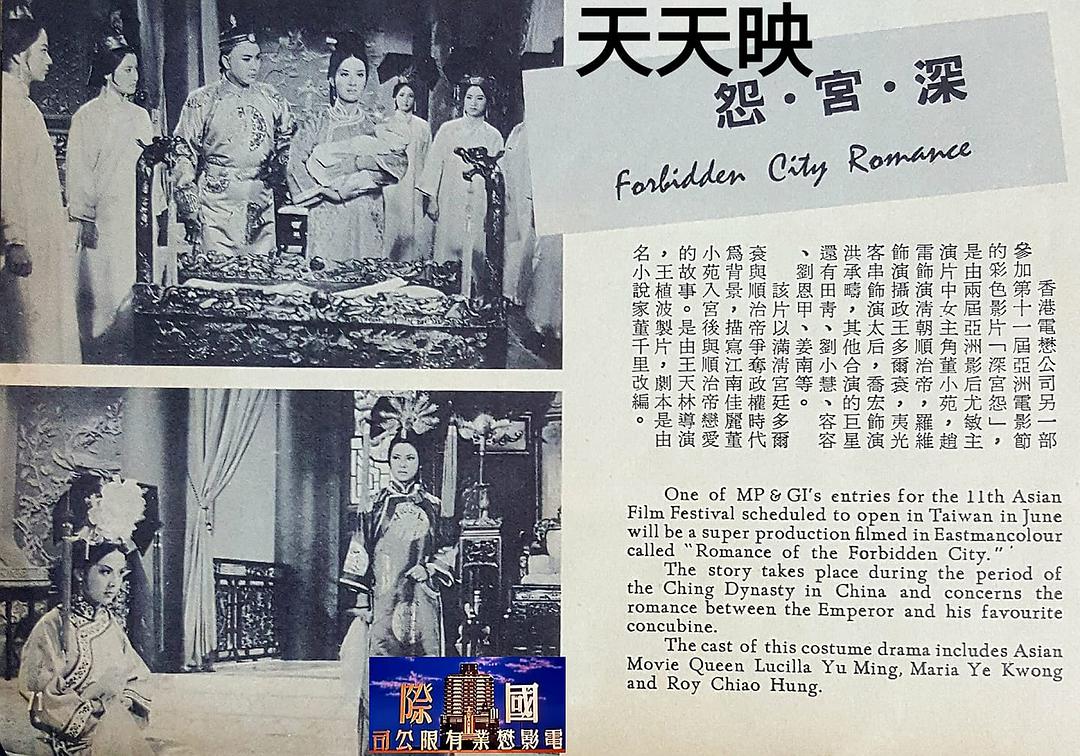 天天映
深·宮·怨
Forbidden City Romance
香港電懋公司另一部
參加第十一屆亞洲電影節
的彩色影片「深宮怨」，
是由兩屆亞洲影后尤敏主
演片中女主角董小苑，趙
雷飾演淸朝順治帝，羅維
飾演攝政王多爾袞，夷光
客串飾演太后，喬宏飾演
洪承疇，其他合演的巨星
還有田青、劉小慧、容容
、劉恩甲、姜南等。
該片以滿淸宮廷多爾
袞與順治帝爭奪政權時代
爲背景，描寫江南佳麗董
小苑入宮後與順治帝戀愛
的故事。是由王天林導演
，王植波製片，劇本是由
名小說家董千里改編。
One of MP & GI's entries for the 11th Asian
Film Festival scheduled to open in Taiwan in June
will be a super production filmed in Eastmancolour
called "Romance of the Forbidden City."
The story takes place during the period of
the Ching Dynasty in China and concerns the
romance between the Emperor and his favourite
concubine.
The cast of this costume drama includes Asian
Movie Queen Lucilla Yu Ming, Maria Ye Kwong
and Roy Chiao Hung.
國際
電影懋業有限公司